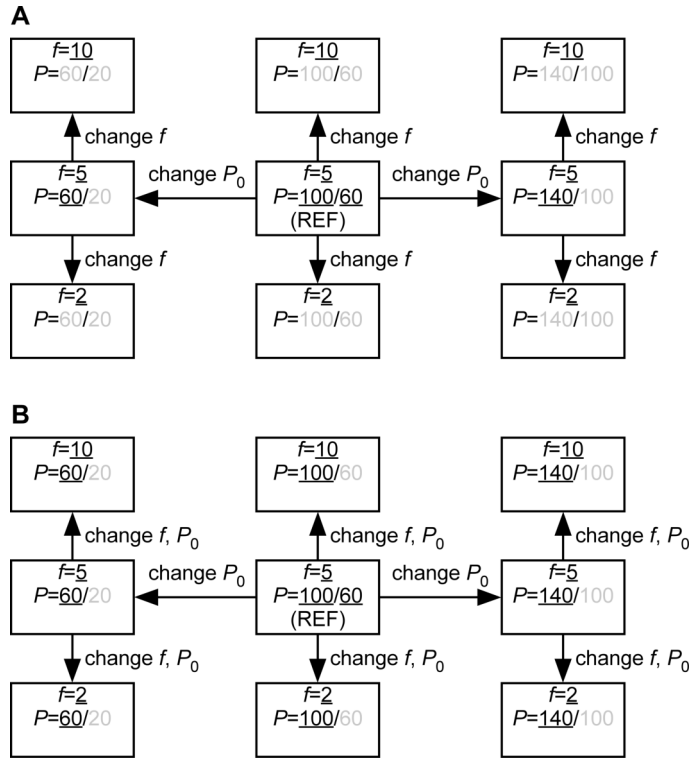 A
f=10 f=10 f=10
P=60/20 P=100/60 P=140/100
change f change f change f
f=5 f=5 f=5
P=60/20 change P0 P=100/60 change P0 P=140/100
(REF)
change f change f change f
f=2 f=2 f=2
P=60/20 P=100/60 P=140/100
B
f=10 f=10 f=10
P=60/20 P=100/60 P=140/100
change f, P0 change f, P0 change f, P0
f=5 f=5 f=5
P=60/20 change P0 P=100/60 change P0 P=140/100
(REF)
change f, P0 change f, P0 change f, P0
f=2 f=2 f=2
P=60/20 P=100/60 P=140/100